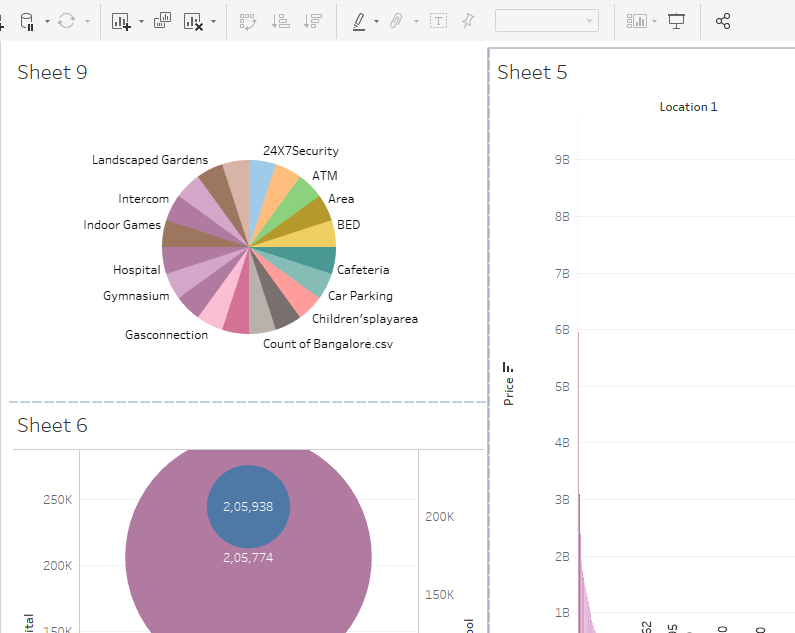 T
Sheet 9
24X7Security
Landscaped Gardens
ATM
Intercom
Area
Indoor Games
BED
Hospital
Cafeteria
Gymnasium
Car Parking
Children'splayarea
Gasconnection
Count of Bangalore.csv
Sheet 6
250K
200K
150K
2,05,938
2,05,774
200K
150K
Sheet 5
Location 1
9B
8B
7B
6B
5B
4B
3B
2B
1B
Price